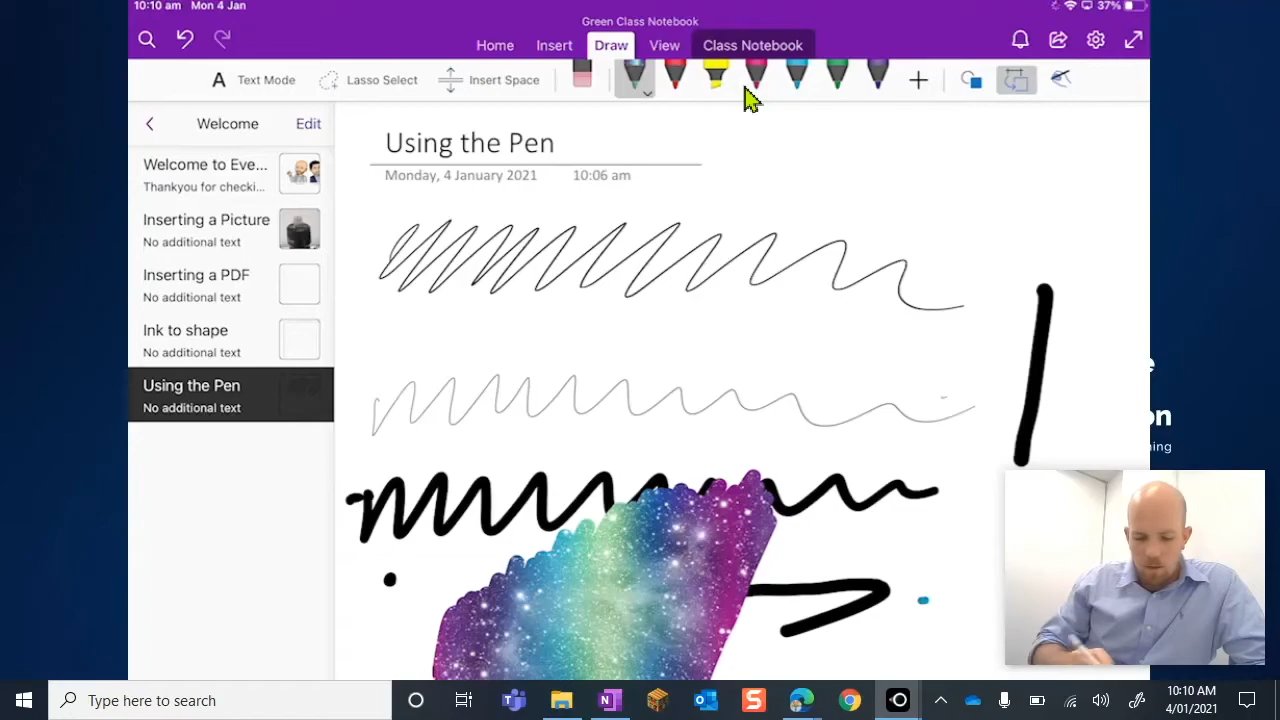 10:10 am Mon 4 Jan
37%
Green Class Notebook
Home Insert Draw View Class Notebook
A Text Mode Lasso Select Insert Space
Welcome Edit
Welcome to Eve...
Thankyou for checki...
Inserting a Picture
No additional text
Inserting a PDF
No additional text
Ink to shape
No additional text
Using the Pen
No additional text
Using the Pen
Monday, 4 January 2021 10:06 am
e
on
ning
Type here to search
10:10 AM
4/01/2021